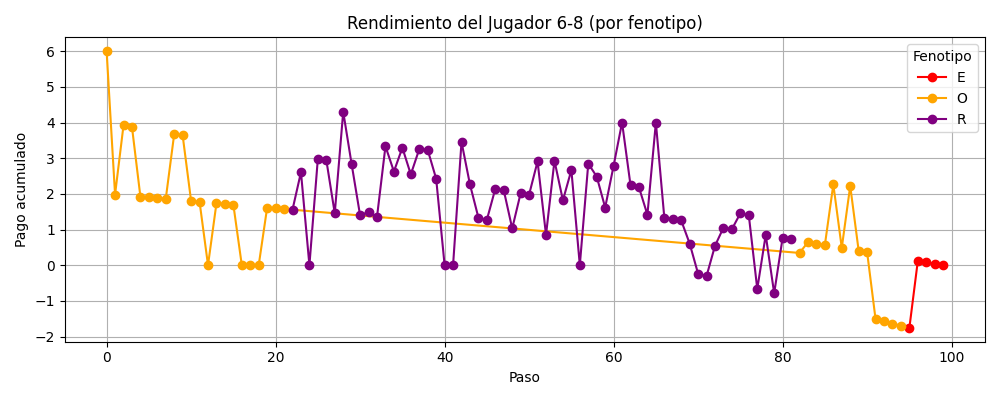 Rendimiento del Jugador 6-8 (por fenotipo)
Pago acumulado
6
5
4
3
2
1
0
−1
−2
Fenotipo
E
O
R
0 20 40 60 80 100
Paso